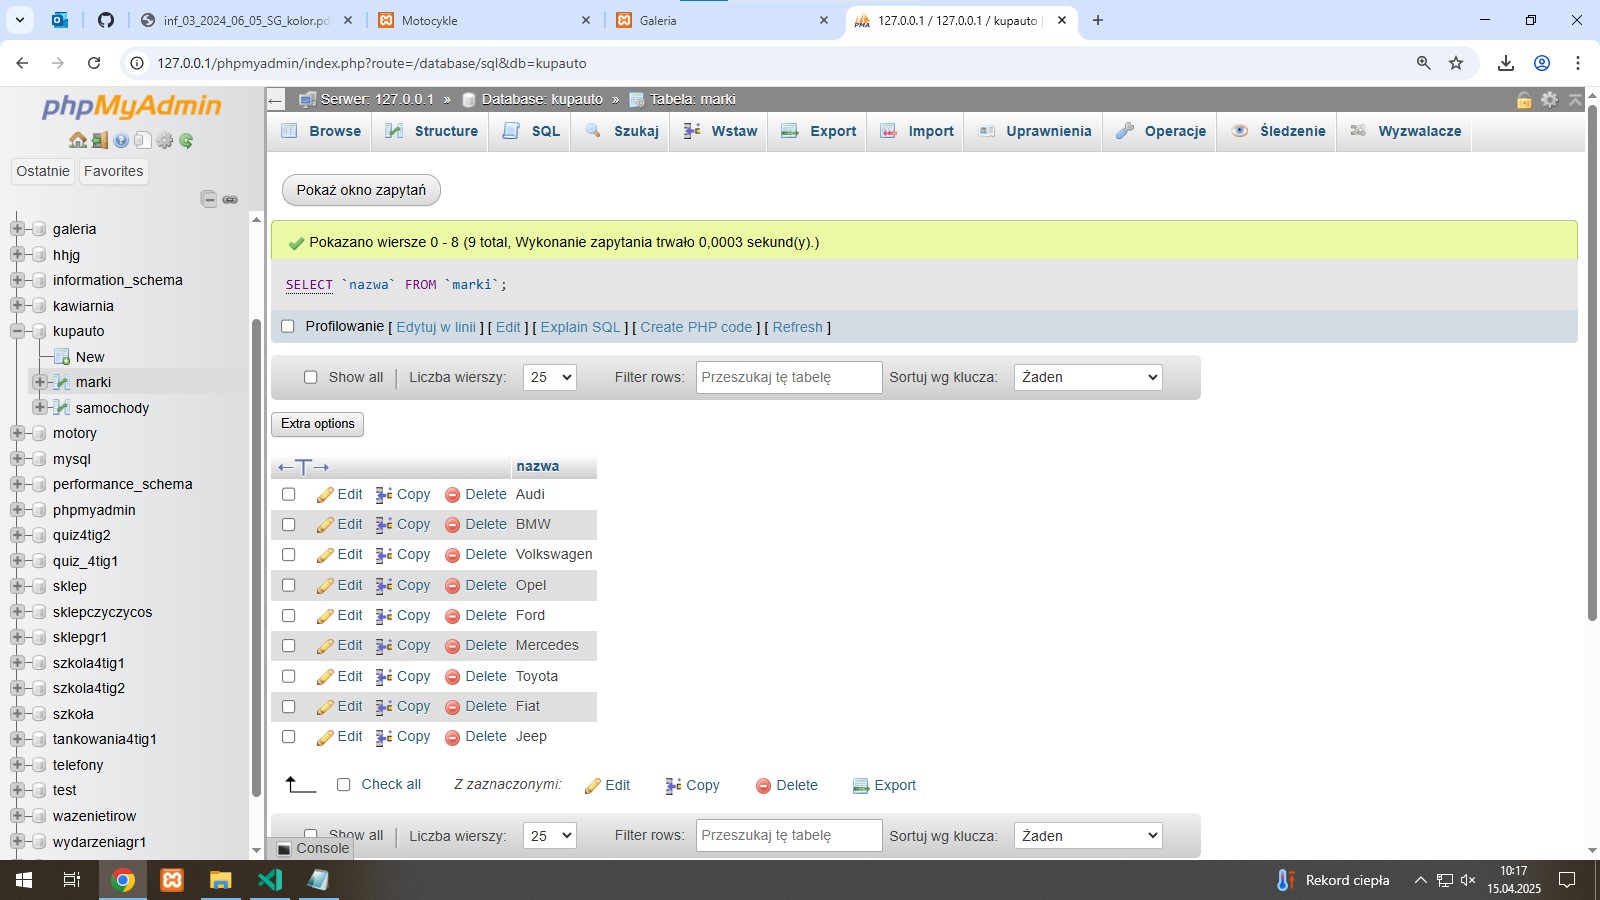 inf_03_2024_06_05_SG_kolor.pd
Motocykle
Galeria
127.0.0.1 / 127.0.0.1 / kupauto |
127.0.0.1/phpmyadmin/index.php?route=/database/sql&db=kupauto
phpMyAdmin
Ostatnie Favorites
galeria
hhjg
information_schema
kawiarnia
kupauto
New
marki
samochody
motory
mysql
performance_schema
phpmyadmin
quiz4tig2
quiz_4tig1
sklep
sklepczyczycos
sklepgr1
szkola4tig1
szkola4tig2
szkoła
tankowania4tig1
telefony
test
wazenietirow
wydarzeniagr1
Serwer: 127.0.0.1 » Database: kupauto » Tabela: marki
Browse Structure SQL Szukaj Wstaw Export Import Uprawnienia Operacje Śledzenie Wyzwalacze
Pokaż okno zapytań
Pokazano wiersze 0 - 8 (9 total, Wykonanie zapytania trwało 0,0003 sekund(y).)
SELECT `nazwa` FROM `marki`;
Profilowanie [ Edytuj w linii ] [ Edit ] [ Explain SQL ] [ Create PHP code ] [ Refresh ]
Show all | Liczba wierszy: 25 Filter rows: Przeszukaj tę tabelę Sortuj wg klucza: Żaden
Extra options
←T→ nazwa
Edit Copy Delete Audi
Edit Copy Delete BMW
Edit Copy Delete Volkswagen
Edit Copy Delete Opel
Edit Copy Delete Ford
Edit Copy Delete Mercedes
Edit Copy Delete Toyota
Edit Copy Delete Fiat
Edit Copy Delete Jeep
Check all Z zaznaczonymi: Edit Copy Delete Export
Show all | Liczba wierszy: 25 Filter rows: Przeszukaj tę tabelę Sortuj wg klucza: Żaden
Console
Rekord ciepła
10:17
15.04.2025